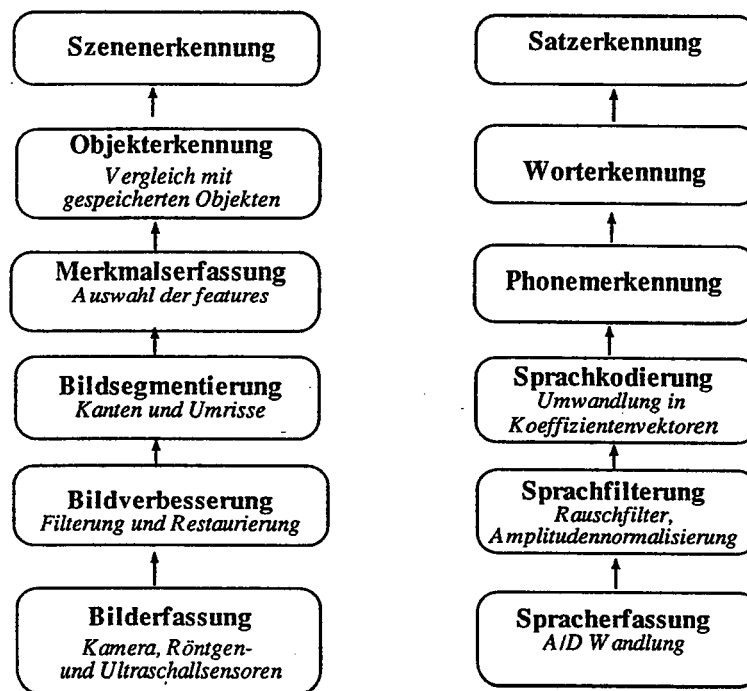 Szenenerkennung
Objekterkennung
Vergleich mit
gespeicherten Objekten
Merkmalserfassung
Auswahl der features
Bildsegmentierung
Kanten und Umrisse
Bildverbesserung
Filterung und Restaurierung
Bilderfassung
Kamera, Röntgen-
und Ultraschallsensoren
Satzerkennung
Worterkennung
Phonemerkennung
Sprachkodierung
Umwandlung in
Koeffizientenvektoren
Sprachfilterung
Rauschfilter,
Amplitudennormalisierung
Spracherfassung
A/D Wandlung